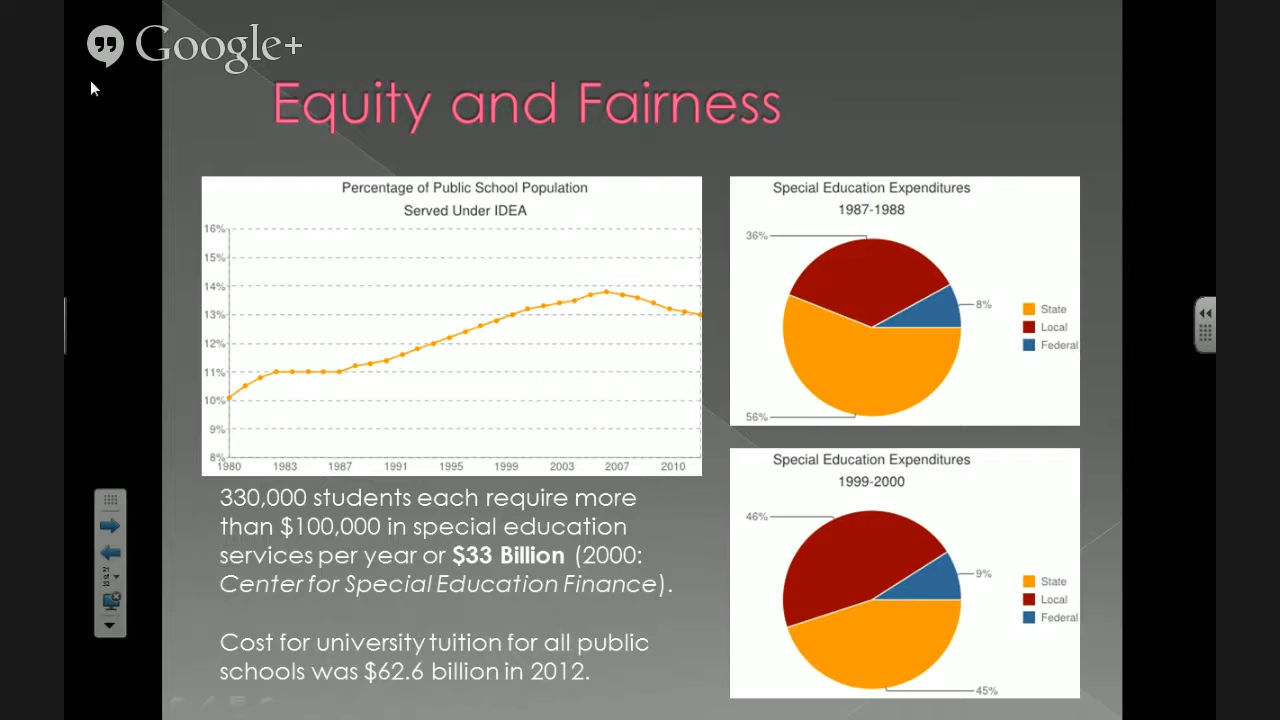 Google+
Equity and Fairness
Percentage of Public School Population
Served Under IDEA
16%
15%
14%
13%
12%
11%
10%
9%
8%
1980 1983 1987 1991 1995 1999 2003 2007 2010
Special Education Expenditures
1987-1988
36%
8%
56%
State
Local
Federal
330,000 students each require more
than $100,000 in special education
services per year or $33 Billion (2000:
Center for Special Education Finance).
Cost for university tuition for all public
schools was $62.6 billion in 2012.
Special Education Expenditures
1999-2000
46%
9%
45%
State
Local
Federal